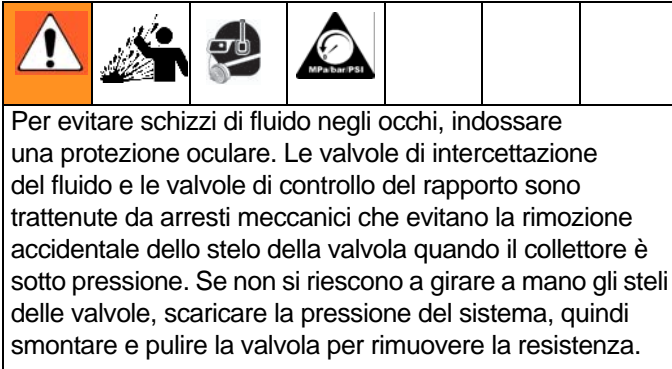 MPa/bar/PSI
Per evitare schizzi di fluido negli occhi, indossare
una protezione oculare. Le valvole di intercettazione
del fluido e le valvole di controllo del rapporto sono
trattenute da arresti meccanici che evitano la rimozione
accidentale dello stelo della valvola quando il collettore è
sotto pressione. Se non si riescono a girare a mano gli steli
delle valvole, scaricare la pressione del sistema, quindi
smontare e pulire la valvola per rimuovere la resistenza.